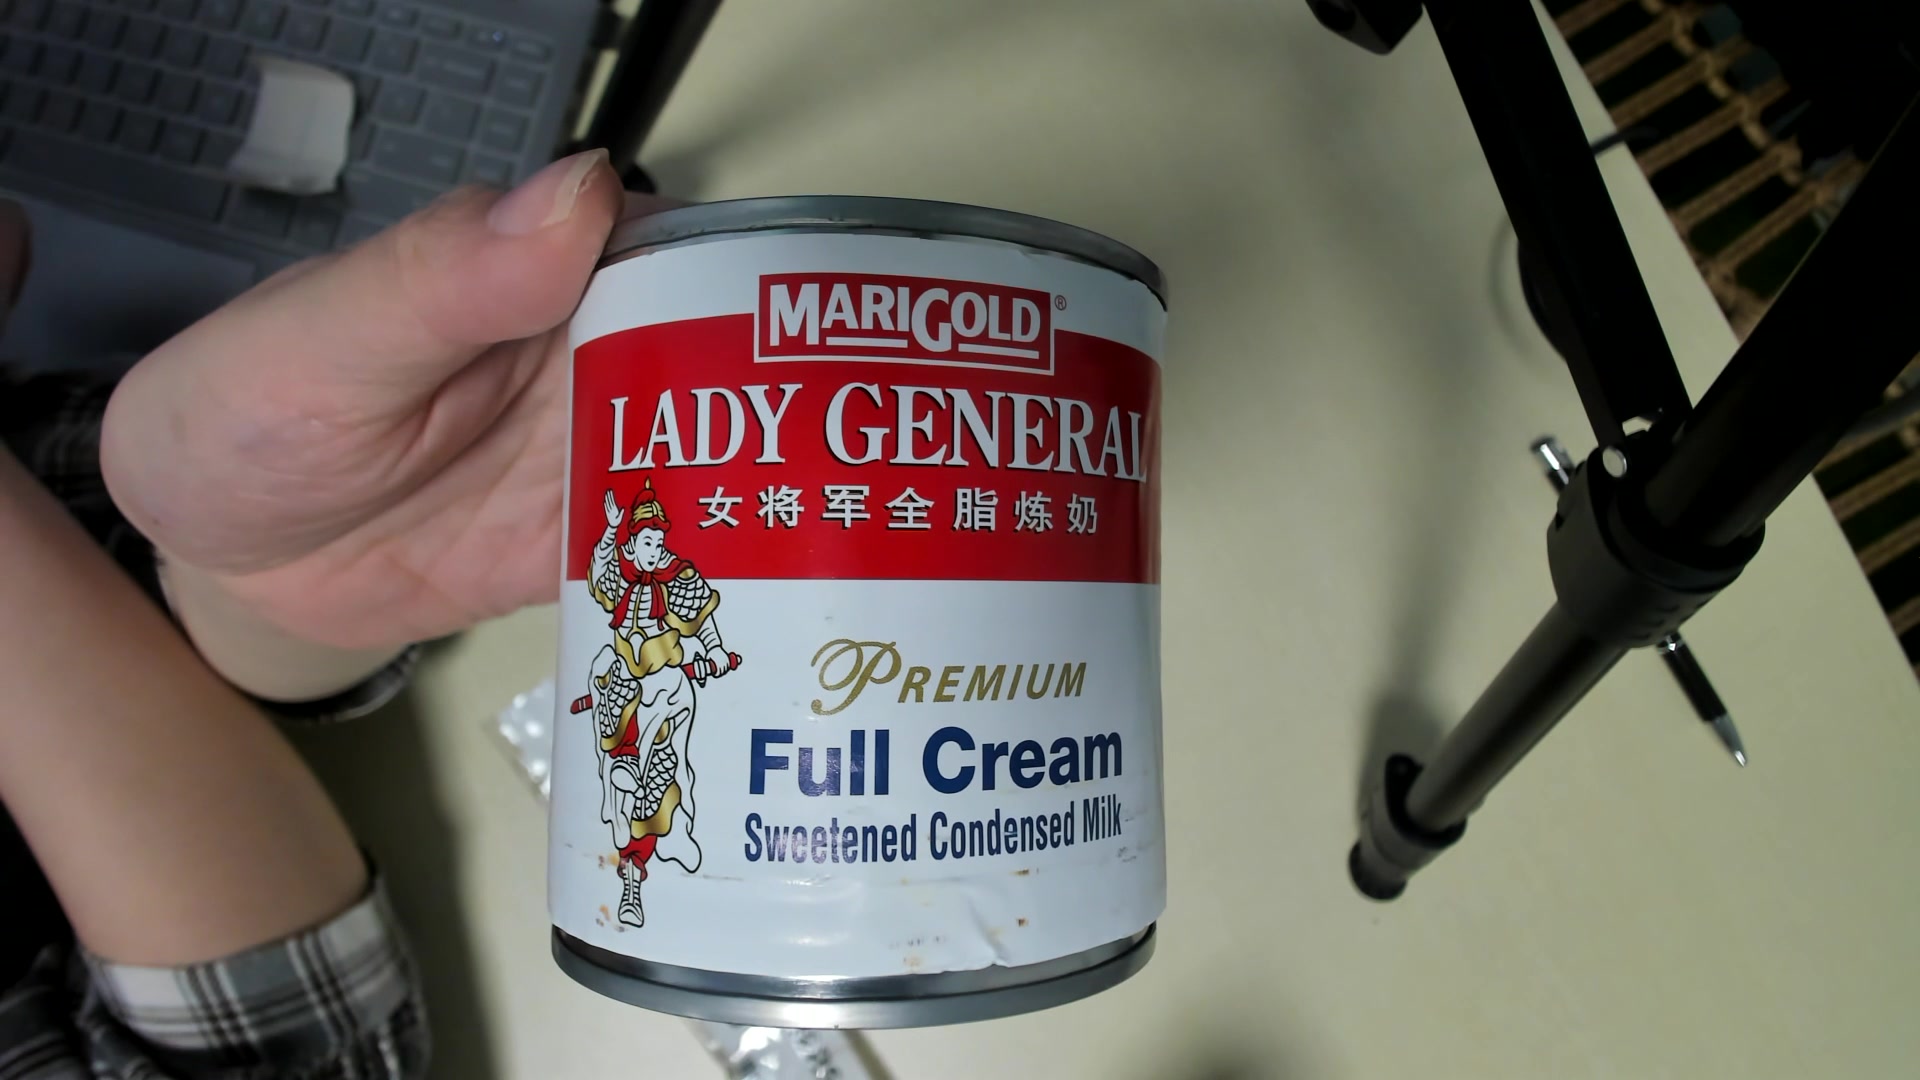 MARIGOLD®
LADY GENERAL
女将军全脂炼奶
PREMIUM
Full Cream
Sweetened Condensed Milk